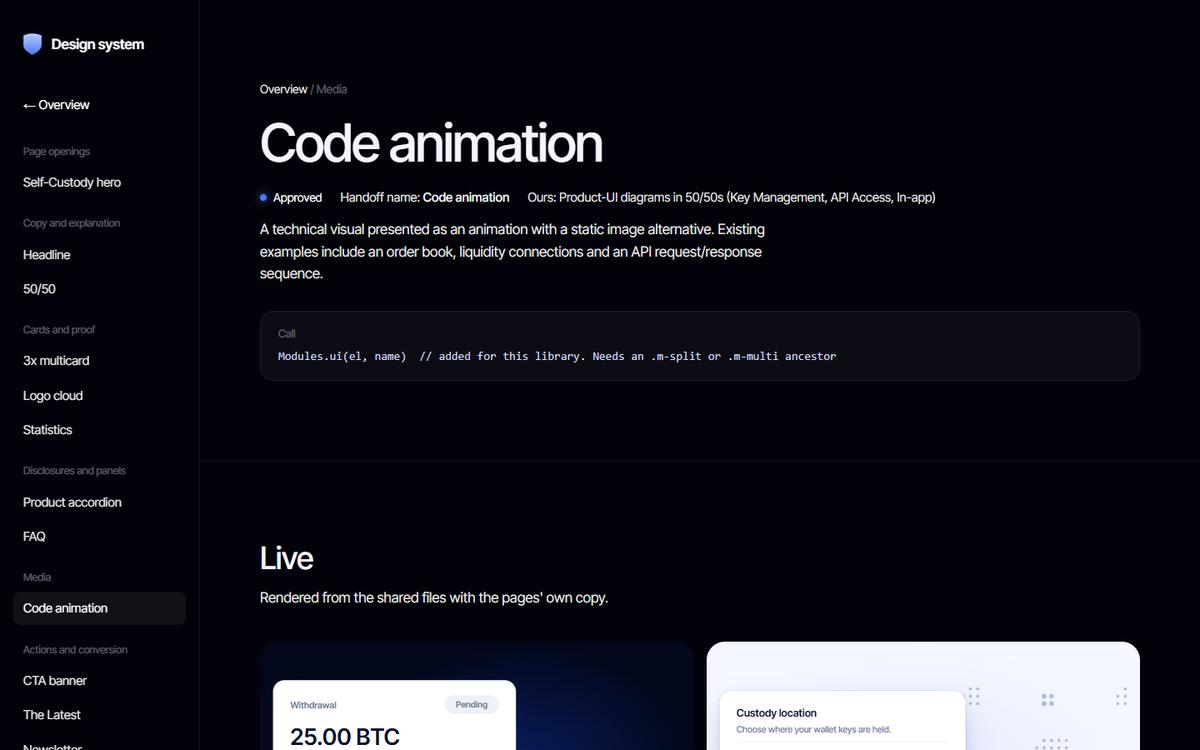 Design system
← Overview
Page openings
Self-Custody hero
Copy and explanation
Headline
50/50
Cards and proof
3x multicard
Logo cloud
Statistics
Disclosures and panels
Product accordion
FAQ
Media
Code animation
Actions and conversion
CTA banner
The Latest
Newsletter
Overview / Media
Code animation
Approved Handoff name: Code animation Ours: Product-UI diagrams in 50/50s (Key Management, API Access, In-app)
A technical visual presented as an animation with a static image alternative. Existing
examples include an order book, liquidity connections and an API request/response
sequence.
Call
Modules.ui(el, name)  // added for this library. Needs an .m-split or .m-multi ancestor
Live
Rendered from the shared files with the pages' own copy.
Withdrawal Pending
25.00 BTC
Custody location
Choose where your wallet keys are held.